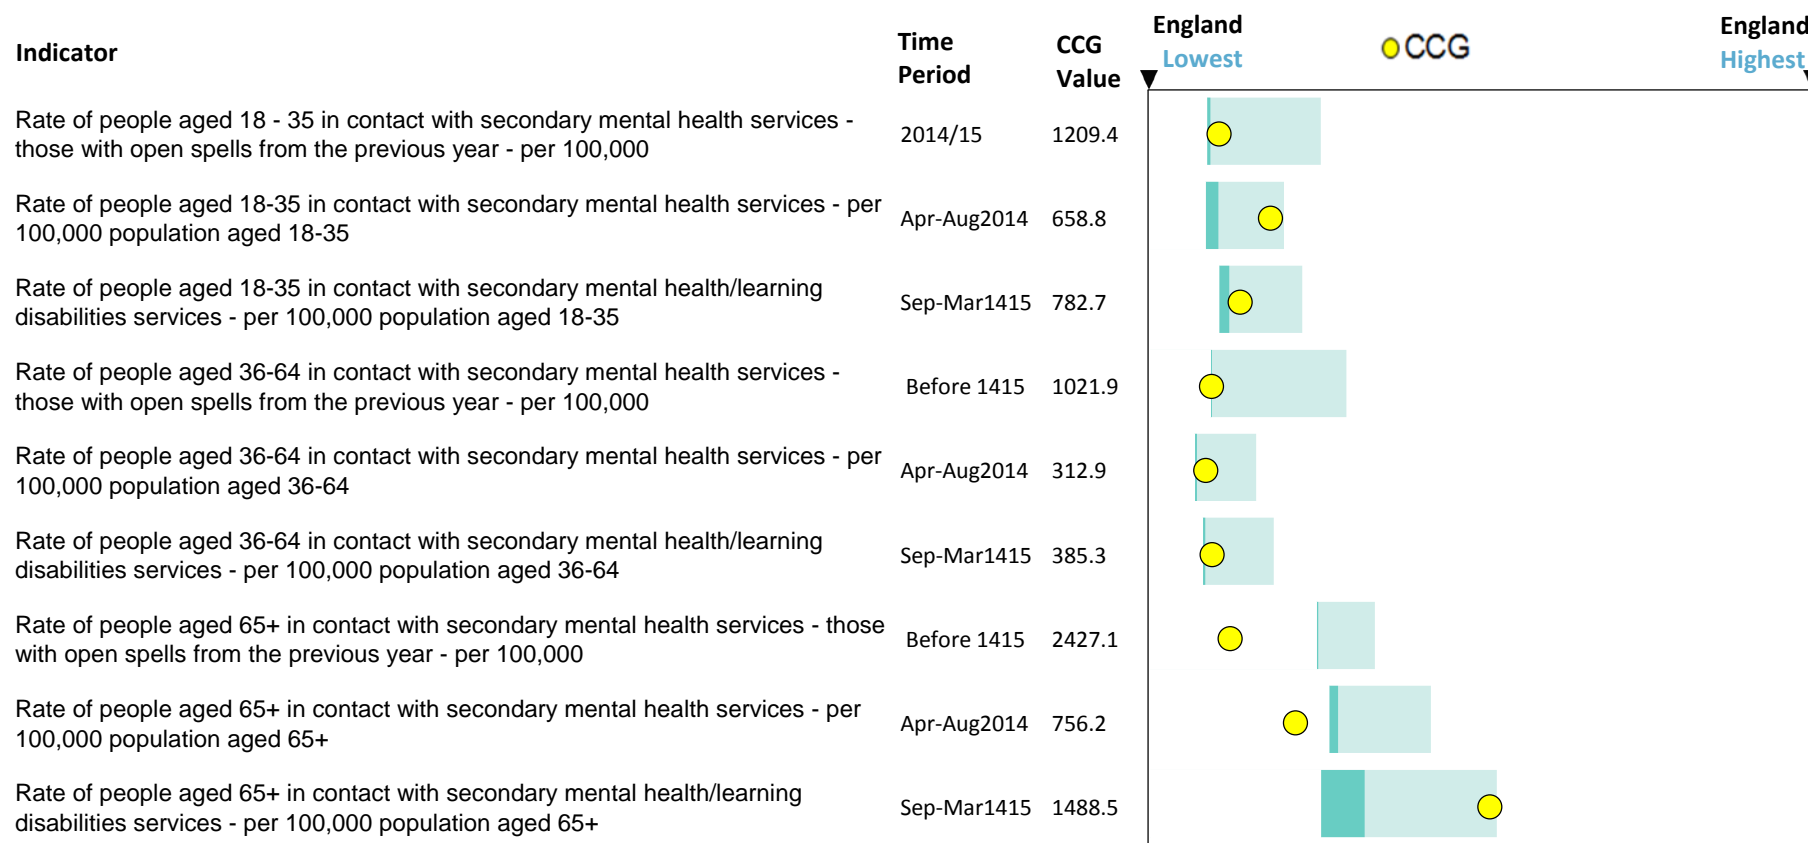 Indicator
Time
Period
CCG
Value
England
Lowest
CCG
England
Highest
Rate of people aged 18 - 35 in contact with secondary mental health services -
those with open spells from the previous year - per 100,000
2014/15
1209.4
Rate of people aged 18-35 in contact with secondary mental health services - per
100,000 population aged 18-35
Apr-Aug2014
658.8
Rate of people aged 18-35 in contact with secondary mental health/learning
disabilities services - per 100,000 population aged 18-35
Sep-Mar1415
782.7
Rate of people aged 36-64 in contact with secondary mental health services -
those with open spells from the previous year - per 100,000
Before 1415
1021.9
Rate of people aged 36-64 in contact with secondary mental health services - per
100,000 population aged 36-64
Apr-Aug2014
312.9
Rate of people aged 36-64 in contact with secondary mental health/learning
disabilities services - per 100,000 population aged 36-64
Sep-Mar1415
385.3
Rate of people aged 65+ in contact with secondary mental health services - those
with open spells from the previous year - per 100,000
Before 1415
2427.1
Rate of people aged 65+ in contact with secondary mental health services - per
100,000 population aged 65+
Apr-Aug2014
756.2
Rate of people aged 65+ in contact with secondary mental health/learning
disabilities services - per 100,000 population aged 65+
Sep-Mar1415
1488.5